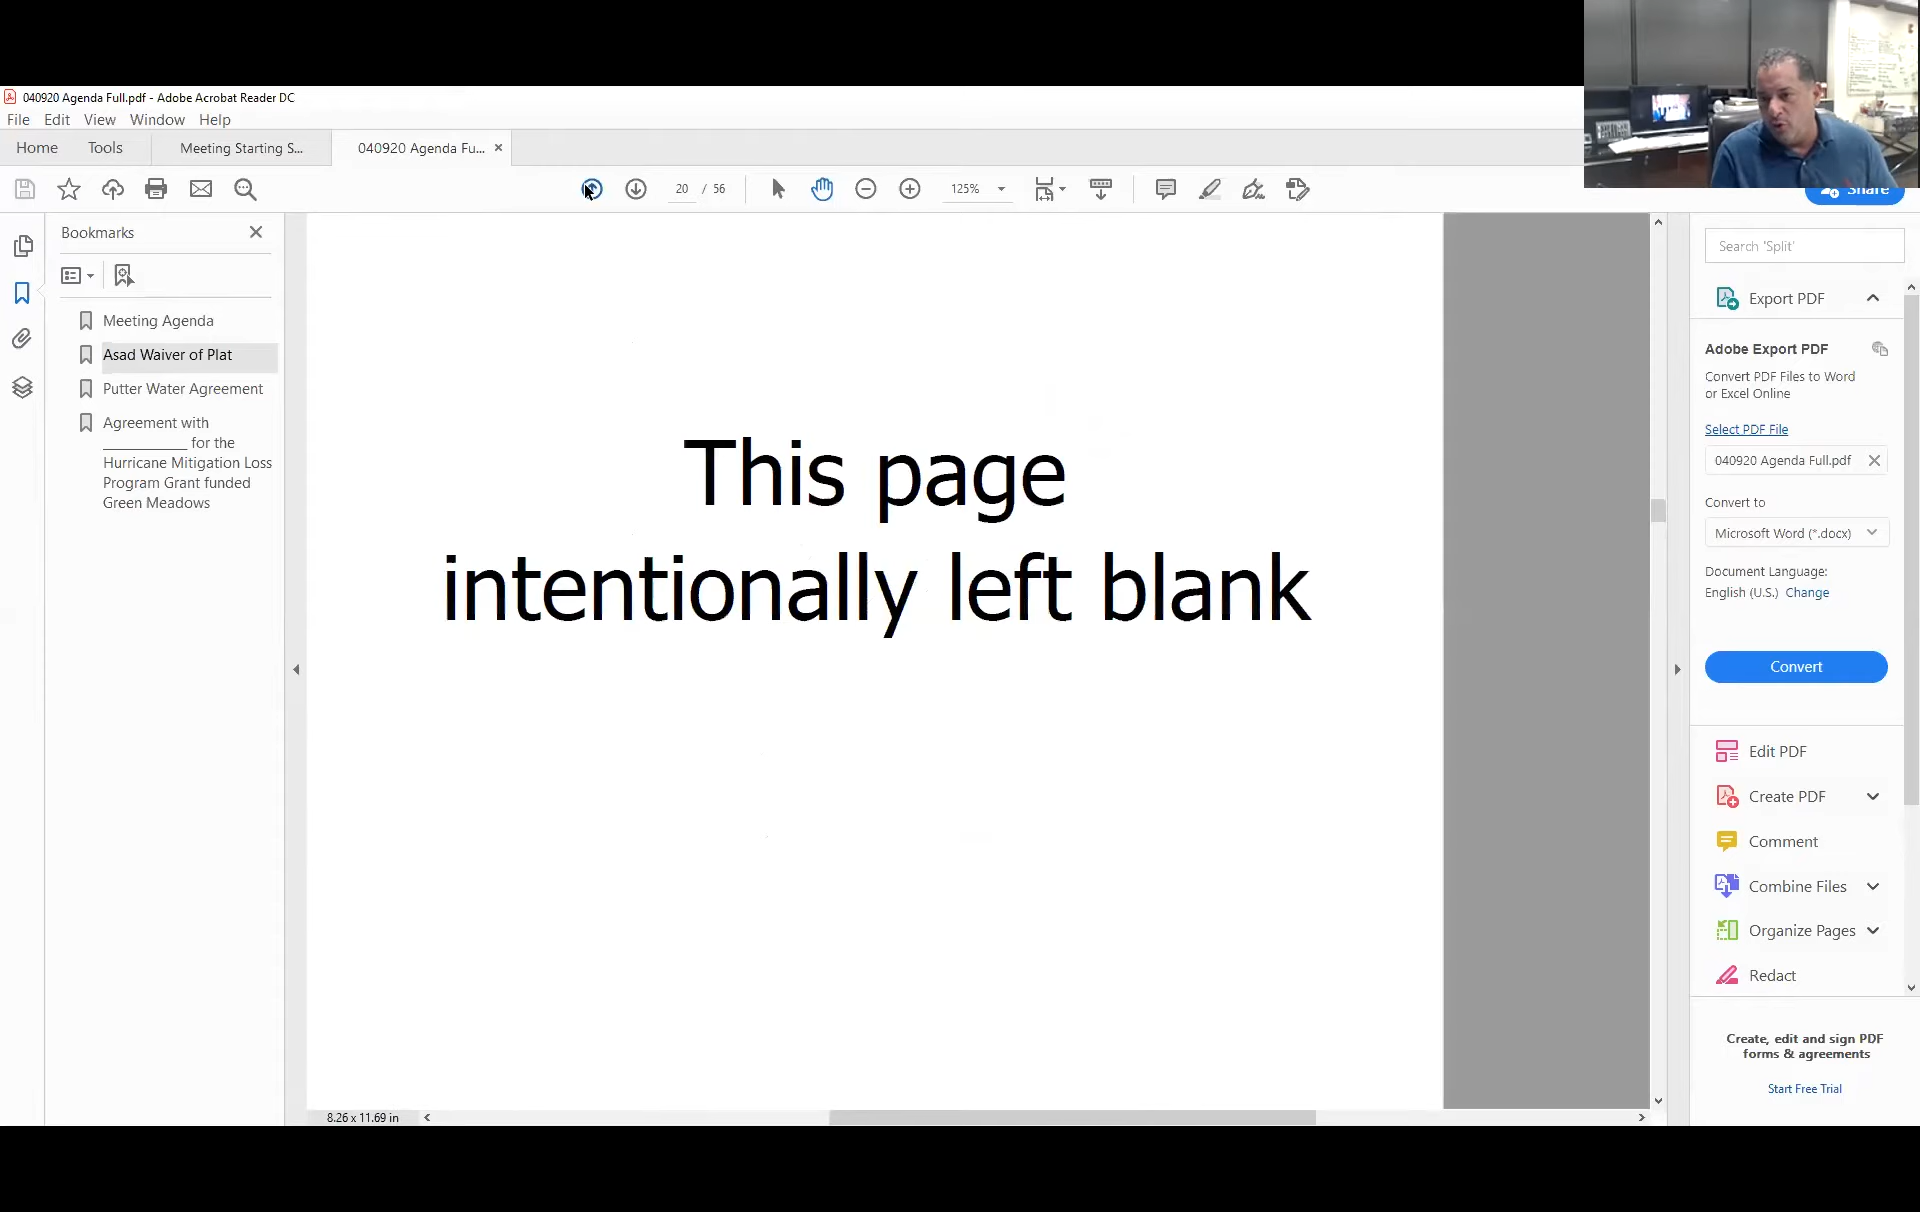 040920 Agenda Full.pdf - Adobe Acrobat Reader DC
File Edit View Window Help
Home Tools Meeting Starting S... 040920 Agenda Fu... ×
20 / 56 125%
Share
Bookmarks
Meeting Agenda
Asad Waiver of Plat
Putter Water Agreement
Agreement with
___________ for the
Hurricane Mitigation Loss
Program Grant funded
Green Meadows
This page
intentionally left blank
8.26 x 11.69 in
Search 'Split'
Export PDF
Adobe Export PDF
Convert PDF Files to Word
or Excel Online
Select PDF File
040920 Agenda Full.pdf
Convert to
Microsoft Word (*.docx)
Document Language:
English (U.S.) Change
Convert
Edit PDF
Create PDF
Comment
Combine Files
Organize Pages
Redact
Create, edit and sign PDF
forms & agreements
Start Free Trial